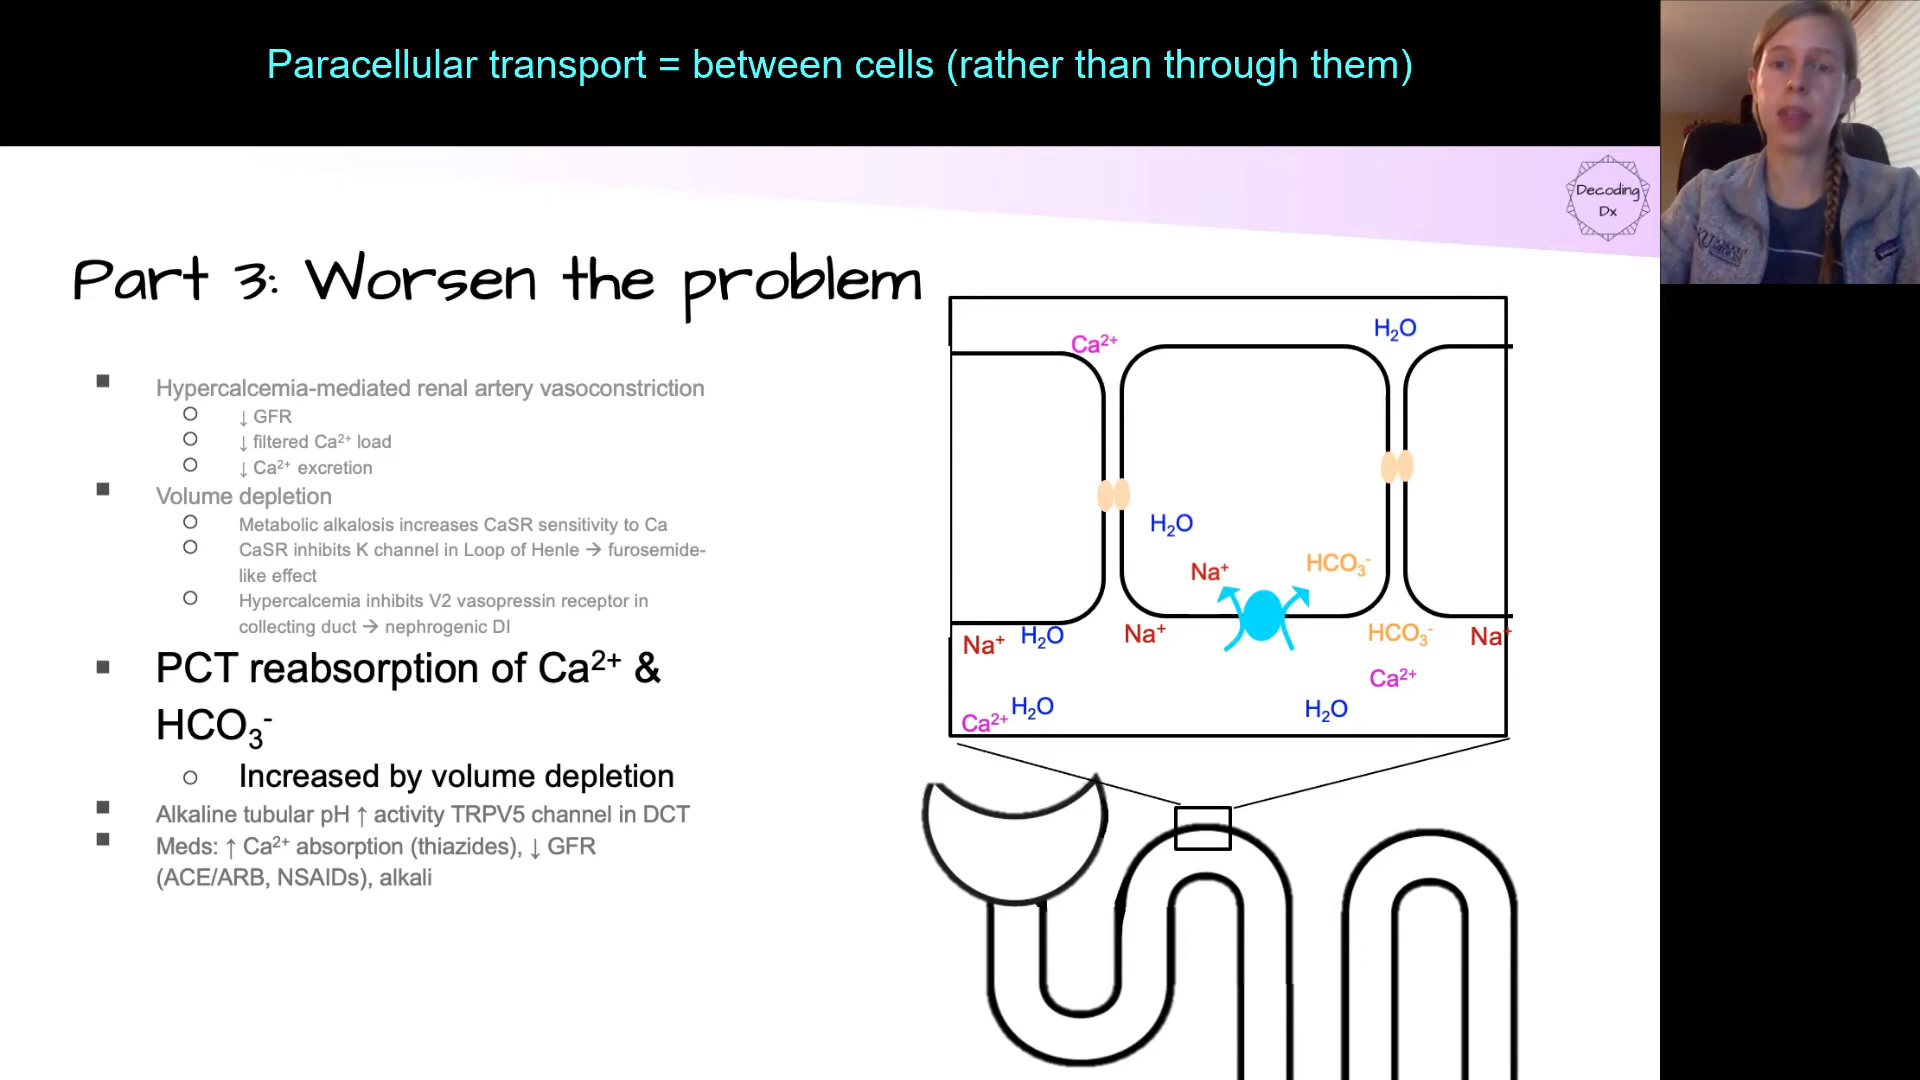 Paracellular transport = between cells (rather than through them)
Decoding
Dx
Part 3: Worsen the problem
Hypercalcemia-mediated renal artery vasoconstriction
↓ GFR
↓ filtered Ca²⁺ load
↓ Ca²⁺ excretion
Volume depletion
Metabolic alkalosis increases CaSR sensitivity to Ca
CaSR inhibits K channel in Loop of Henle → furosemide-
like effect
Hypercalcemia inhibits V2 vasopressin receptor in
collecting duct → nephrogenic DI
PCT reabsorption of Ca²⁺ &
HCO₃⁻
Increased by volume depletion
Alkaline tubular pH ↑ activity TRPV5 channel in DCT
Meds: ↑ Ca²⁺ absorption (thiazides), ↓ GFR
(ACE/ARB, NSAIDs), alkali
Ca²⁺
H₂O
H₂O
Na⁺
HCO₃⁻
Na⁺
H₂O
Na⁺
HCO₃⁻
Na⁺
Ca²⁺
Ca²⁺
H₂O
H₂O